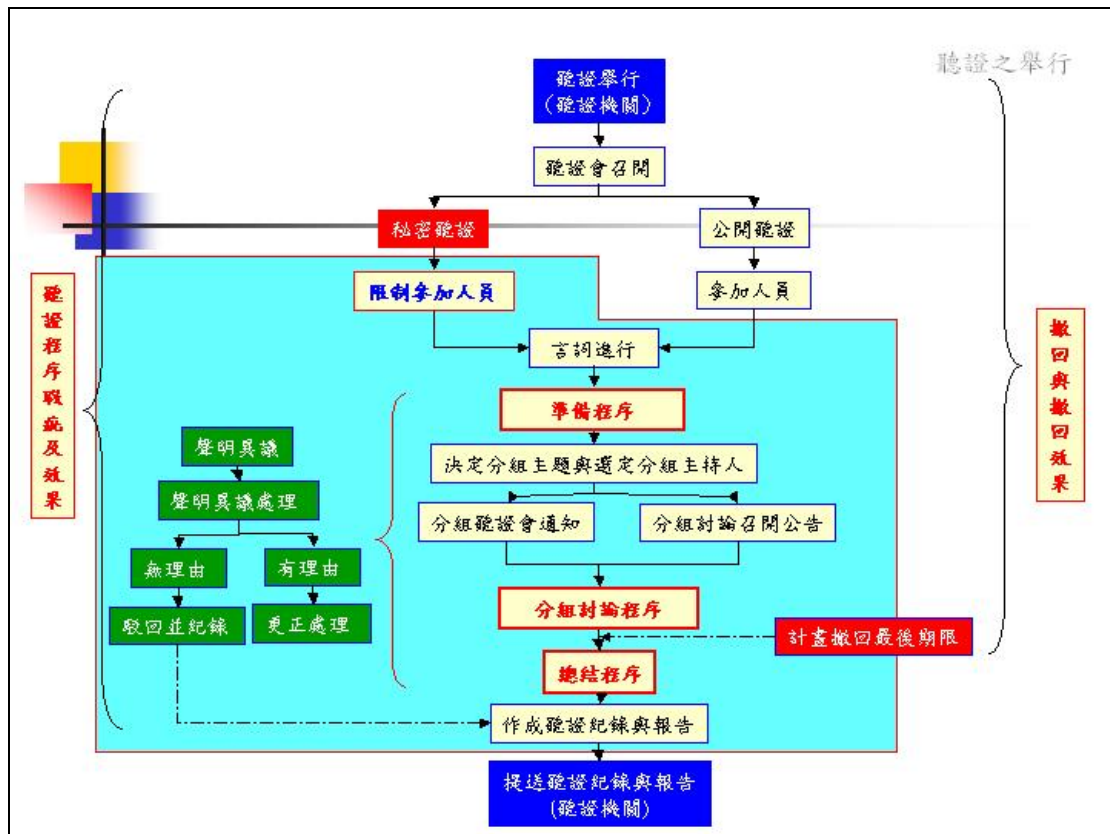 聽證之舉行
聽證舉行
(聽證機關)
聽證會召開
秘密聽證
公開聽證
限制參加人員
參加人員
言詞進行
準備程序
決定分組主題與選定分組主持人
分組聽證會通知
分組討論召開公告
分組討論程序
計畫撤回最後期限
總結程序
作成聽證紀錄與報告
提送聽證紀錄與報告
(聽證機關)
聲明異議
聲明異議處理
無理由
有理由
駁回並紀錄
更正處理
聽證程序瑕疵及效果
撤回與撤回效果